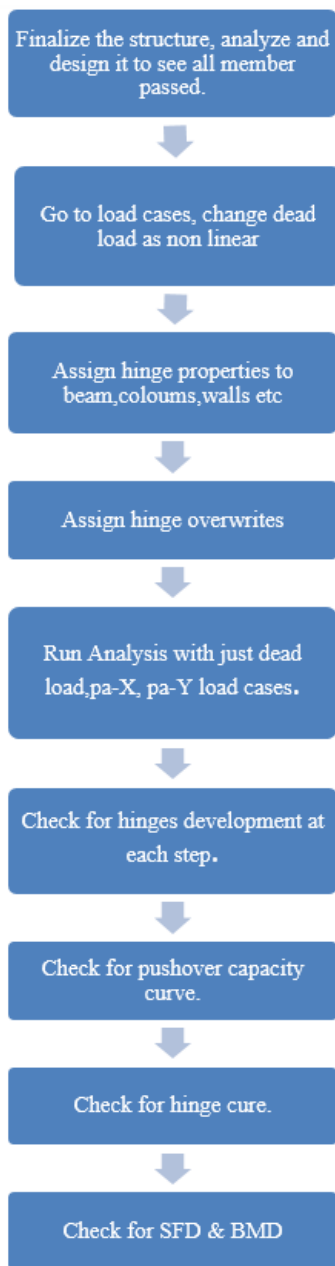 Finalize the structure, analyze and
design it to see all member
passed.
Go to load cases, change dead
load as non linear
Assign hinge properties to
beam,coloums,walls etc
Assign hinge overwrites
Run Analysis with just dead
load,pa-X, pa-Y load cases.
Check for hinges development at
each step.
Check for pushover capacity
curve.
Check for hinge cure.
Check for SFD & BMD